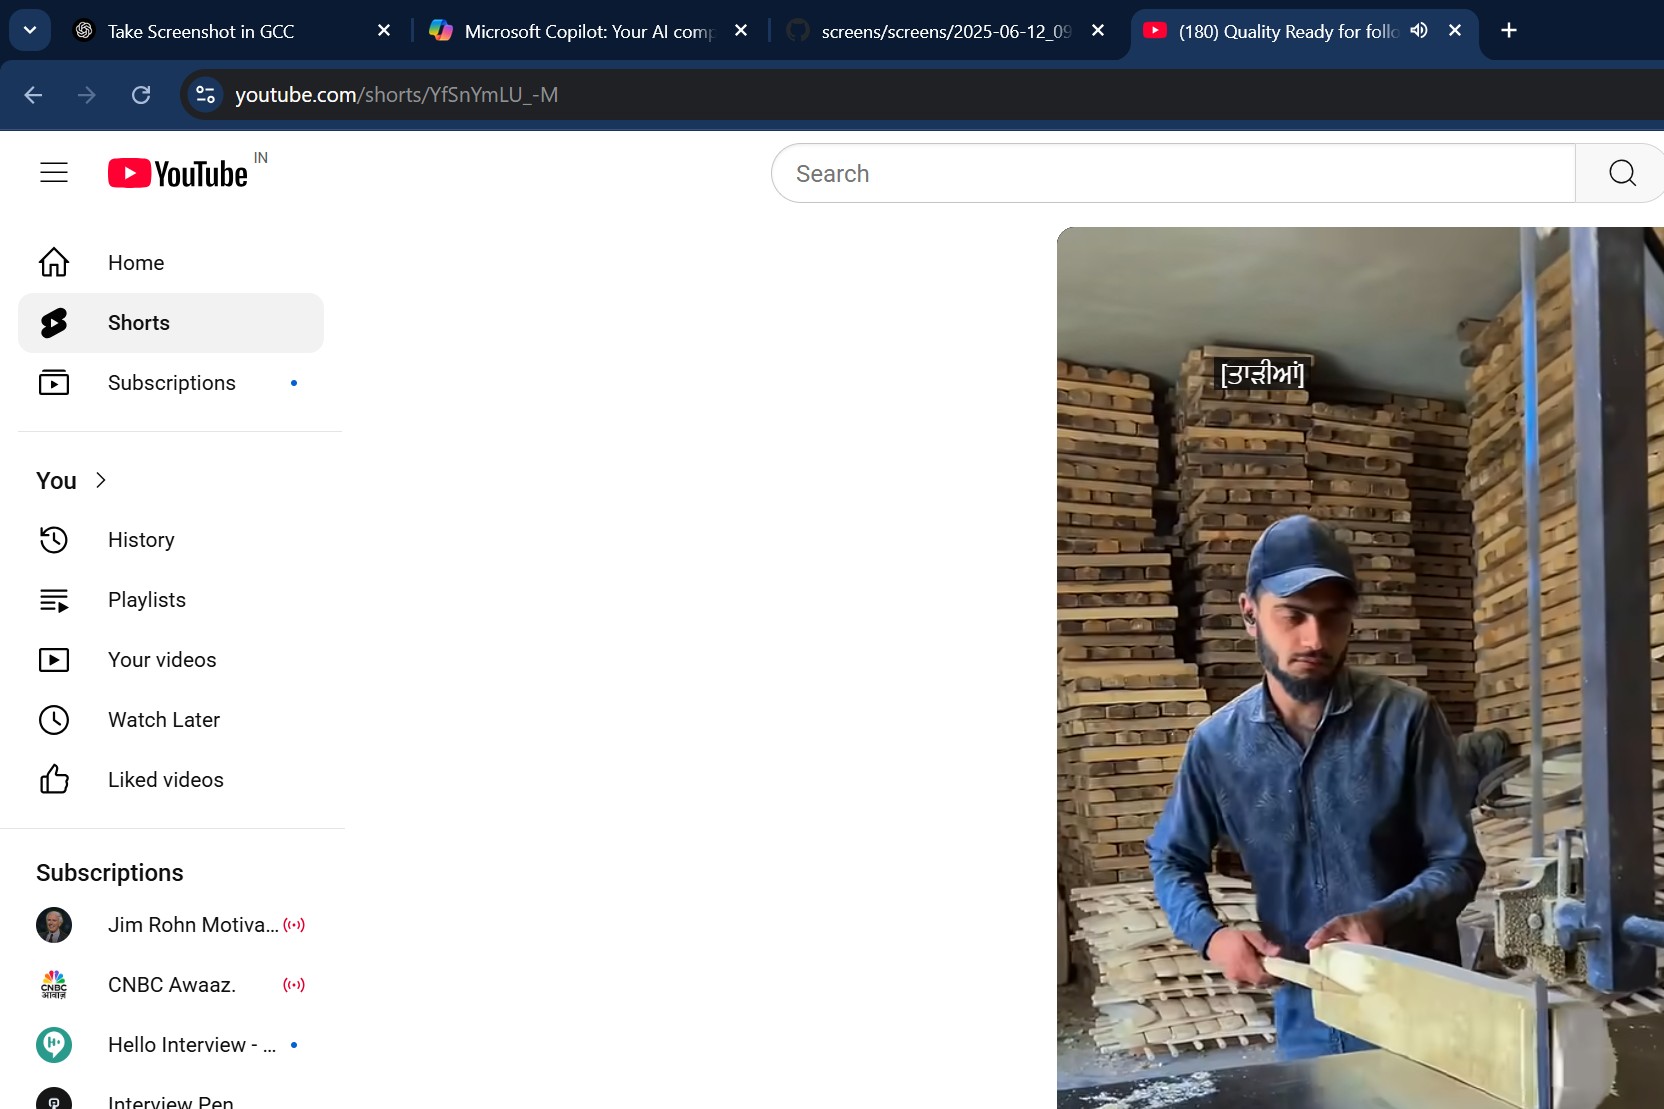 Take Screenshot in GCC
Microsoft Copilot: Your AI comp
screens/screens/2025-06-12_09
(180) Quality Ready for follo
youtube.com/shorts/YfSnYmLU_-M
YouTube IN
Search
Home
Shorts
Subscriptions
You
History
Playlists
Your videos
Watch Later
Liked videos
Subscriptions
Jim Rohn Motiva...
CNBC Awaaz.
Hello Interview - ...
Interview Pen
[ਤਾੜੀਆਂ]
CNBC
आवाज़